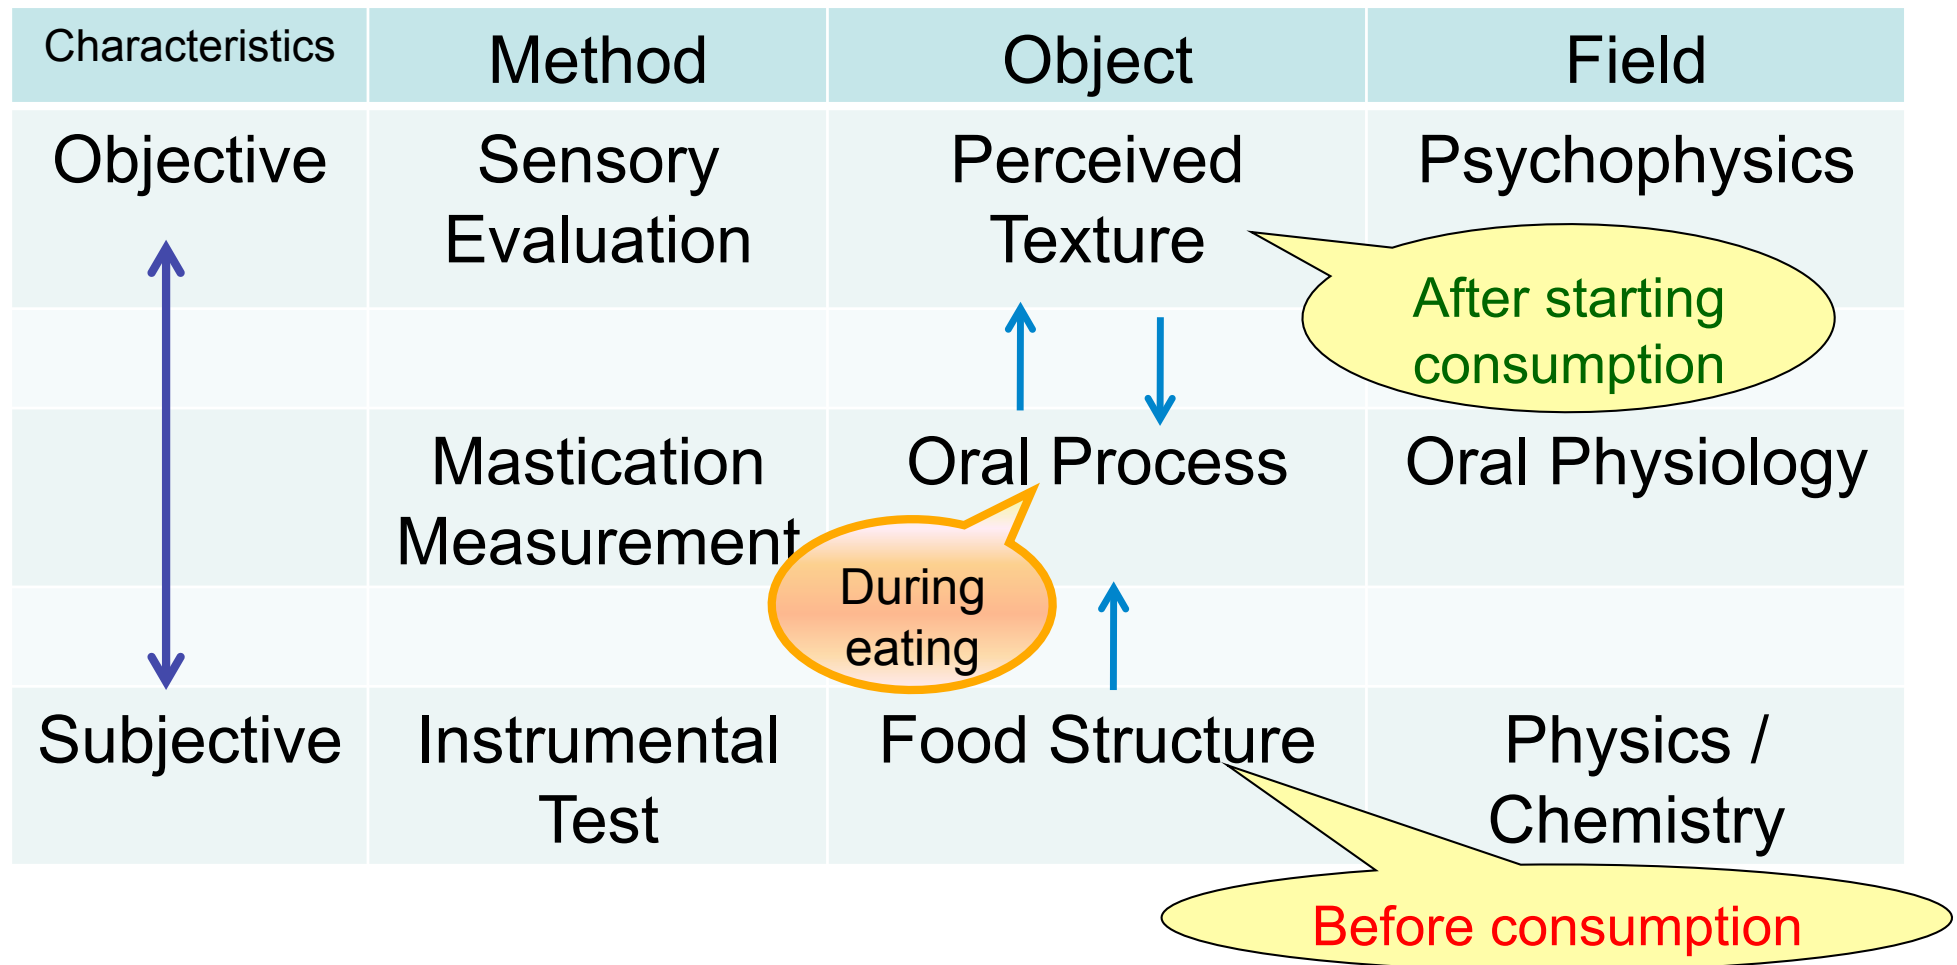 Characteristics
Method
Object
Field
Objective
Sensory
Evaluation
Perceived
Texture
Psychophysics
After starting
consumption
Mastication
Measurement
Oral Process
Oral Physiology
During
eating
Subjective
Instrumental
Test
Food Structure
Physics /
Chemistry
Before consumption